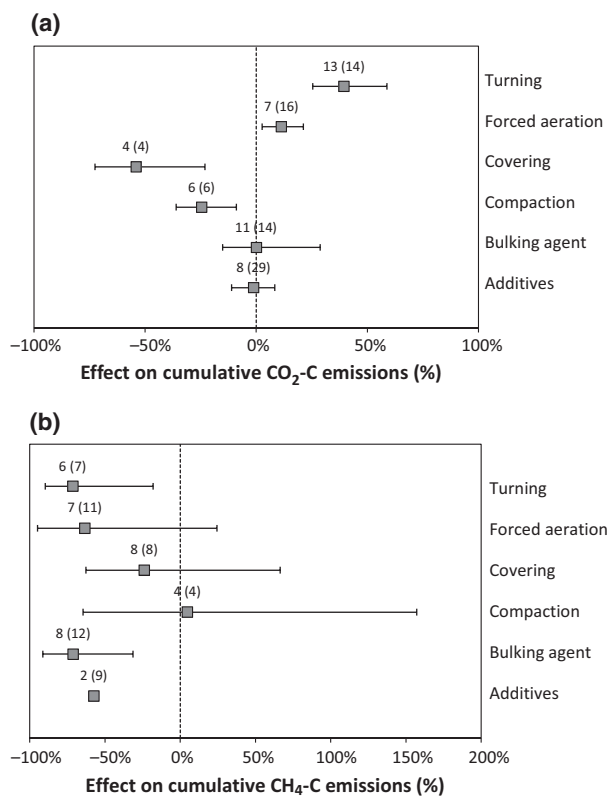 (a)
13 (14)
Turning
7 (16)
Forced aeration
4 (4)
Covering
6 (6)
Compaction
11 (14)
Bulking agent
8 (29)
Additives
–100% –50% 0% 50% 100%
Effect on cumulative CO₂-C emissions (%)
(b)
6 (7)
Turning
7 (11)
Forced aeration
8 (8)
Covering
4 (4)
Compaction
8 (12)
Bulking agent
2 (9)
Additives
–100% –50% 0% 50% 100% 150% 200%
Effect on cumulative CH₄-C emissions (%)